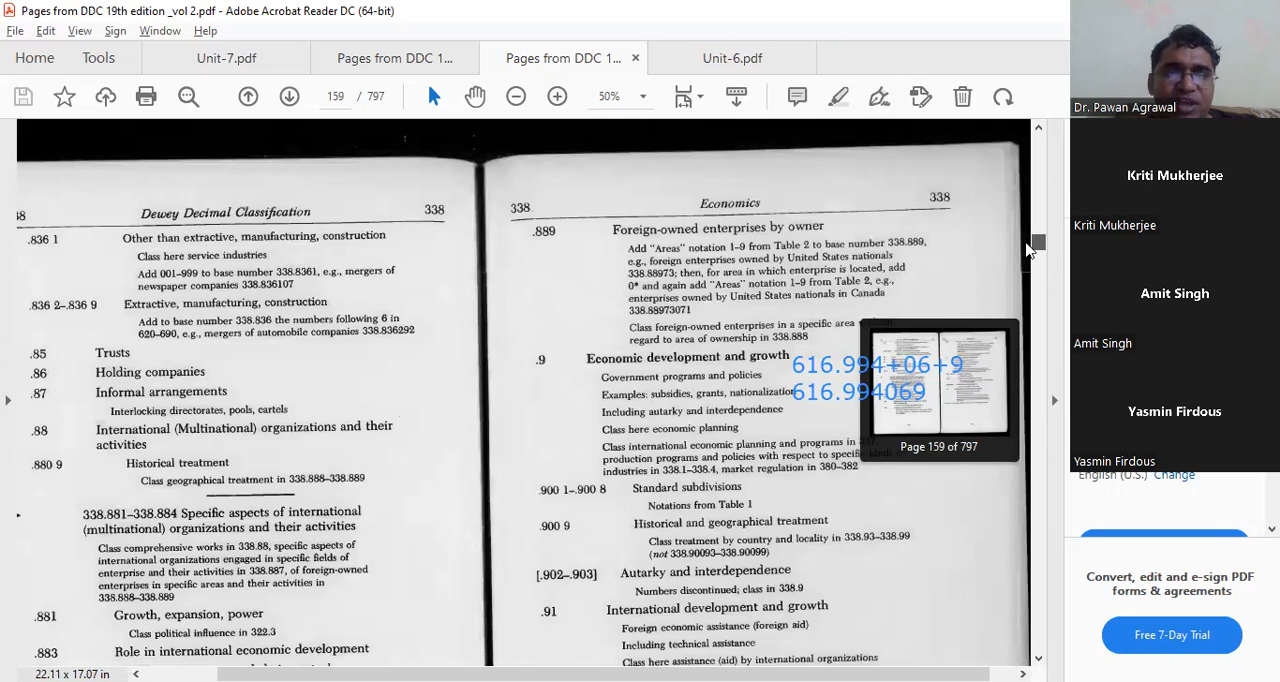 Pages from DDC 19th edition _vol 2.pdf - Adobe Acrobat Reader DC (64-bit)
File Edit View Sign Window Help
Home Tools Unit-7.pdf Pages from DDC 1... Pages from DDC 1... × Unit-6.pdf
159 / 797 50%
Dr. Pawan Agrawal
Kriti Mukherjee
Kriti Mukherjee
Amit Singh
Amit Singh
Yasmin Firdous
Yasmin Firdous
English (U.S.) Change
Convert, edit and e-sign PDF
forms & agreements
Free 7-Day Trial
Dewey Decimal Classification 338
.836 1 Other than extractive, manufacturing, construction
Class here service industries
Add 001–999 to base number 338.8361, e.g., mergers of
newspaper companies 338.836107
.836 2–.836 9 Extractive, manufacturing, construction
Add to base number 338.836 the numbers following 6 in
620–690, e.g., mergers of automobile companies 338.836292
.85 Trusts
.86 Holding companies
.87 Informal arrangements
Interlocking directorates, pools, cartels
.88 International (Multinational) organizations and their
activities
.880 9 Historical treatment
Class geographical treatment in 338.888–338.889
338.881–338.884 Specific aspects of international
(multinational) organizations and their activities
Class comprehensive works in 338.88, specific aspects of
international organizations engaged in specific fields of
enterprise and their activities in 338.887, of foreign-owned
enterprises in specific areas and their activities in
338.888–338.889
.881 Growth, expansion, power
Class political influence in 322.3
.883 Role in international economic development
338 Economics 338
.889 Foreign-owned enterprises by owner
Add "Areas" notation 1–9 from Table 2 to base number 338.889,
e.g., foreign enterprises owned by United States nationals
338.88973; then, for area in which enterprise is located, add
0* and again add "Areas" notation 1–9 from Table 2, e.g.,
enterprises owned by United States nationals in Canada
338.88973071
Class foreign-owned enterprises in a specific area
regard to area of ownership in 338.888
.9 Economic development and growth
616.994+06+9
Government programs and policies
Examples: subsidies, grants, nationalization
616.994069
Including autarky and interdependence
Class here economic planning
Class international economic planning and programs in
production programs and policies with respect to specific
industries in 338.1–338.4, market regulation in 380–382
Page 159 of 797
.900 1–.900 8 Standard subdivisions
Notations from Table 1
.900 9 Historical and geographical treatment
Class treatment by country and locality in 338.93–338.99
(not 338.90093–338.90099)
[.902–.903] Autarky and interdependence
Numbers discontinued; class in 338.9
.91 International development and growth
Foreign economic assistance (foreign aid)
Including technical assistance
Class here assistance (aid) by international organizations
22.11 x 17.07 in